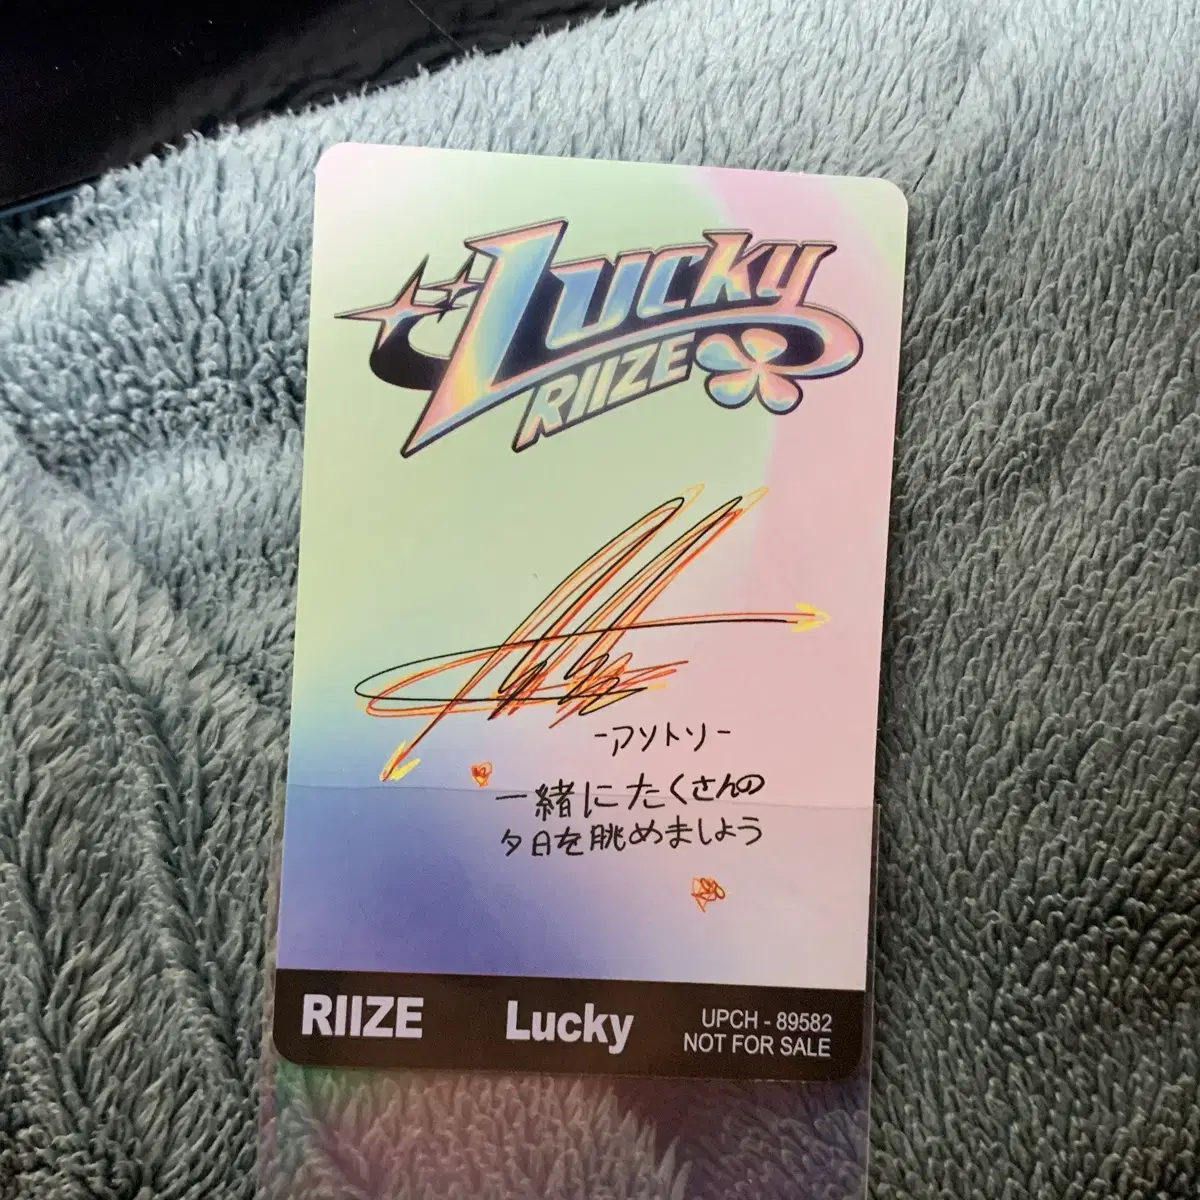 Lucky
RIIZE
-アソトソ-
一緒にたくさんの
夕日を眺めましょう
RIIZE Lucky UPCH - 89582
NOT FOR SALE